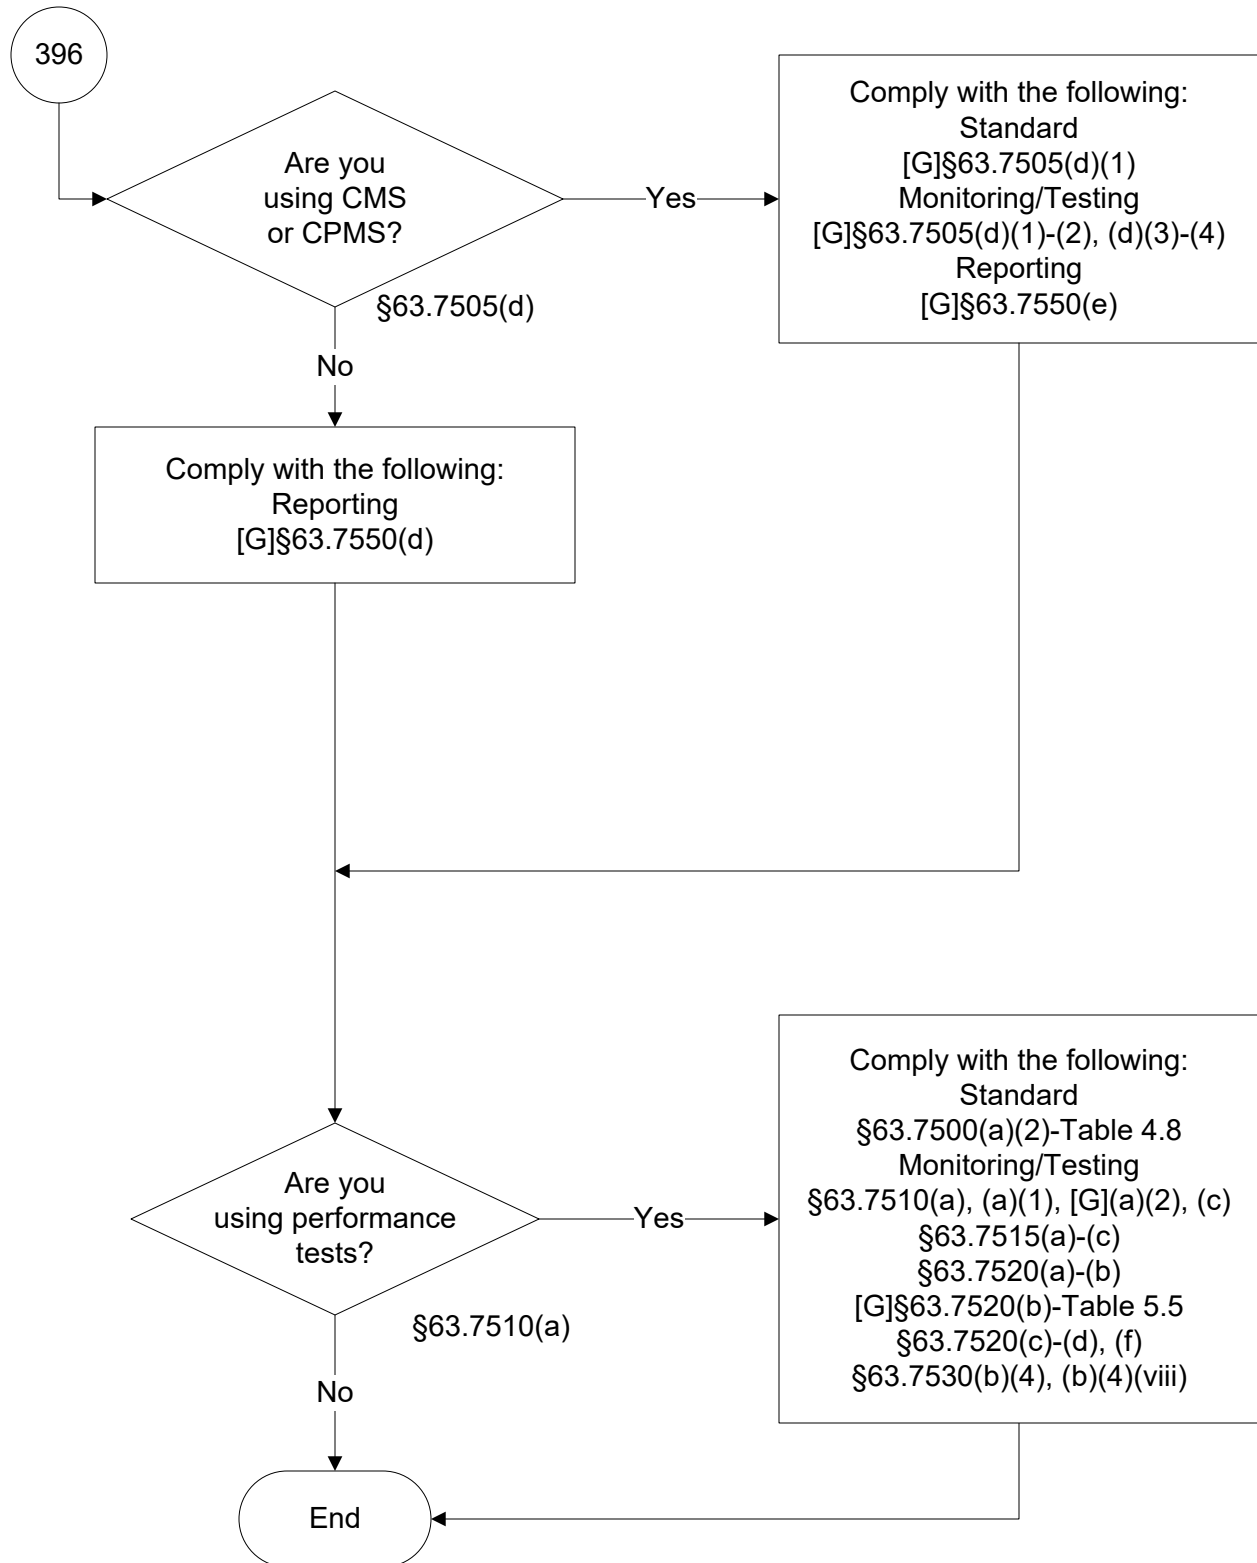 396
Are you
using CMS
or CPMS?
§63.7505(d)
Yes
Comply with the following:
Standard
[G]§63.7505(d)(1)
Monitoring/Testing
[G]§63.7505(d)(1)-(2), (d)(3)-(4)
Reporting
[G]§63.7550(e)
No
Comply with the following:
Reporting
[G]§63.7550(d)
Are you
using performance
tests?
§63.7510(a)
Yes
Comply with the following:
Standard
§63.7500(a)(2)-Table 4.8
Monitoring/Testing
§63.7510(a), (a)(1), [G](a)(2), (c)
§63.7515(a)-(c)
§63.7520(a)-(b)
[G]§63.7520(b)-Table 5.5
§63.7520(c)-(d), (f)
§63.7530(b)(4), (b)(4)(viii)
No
End